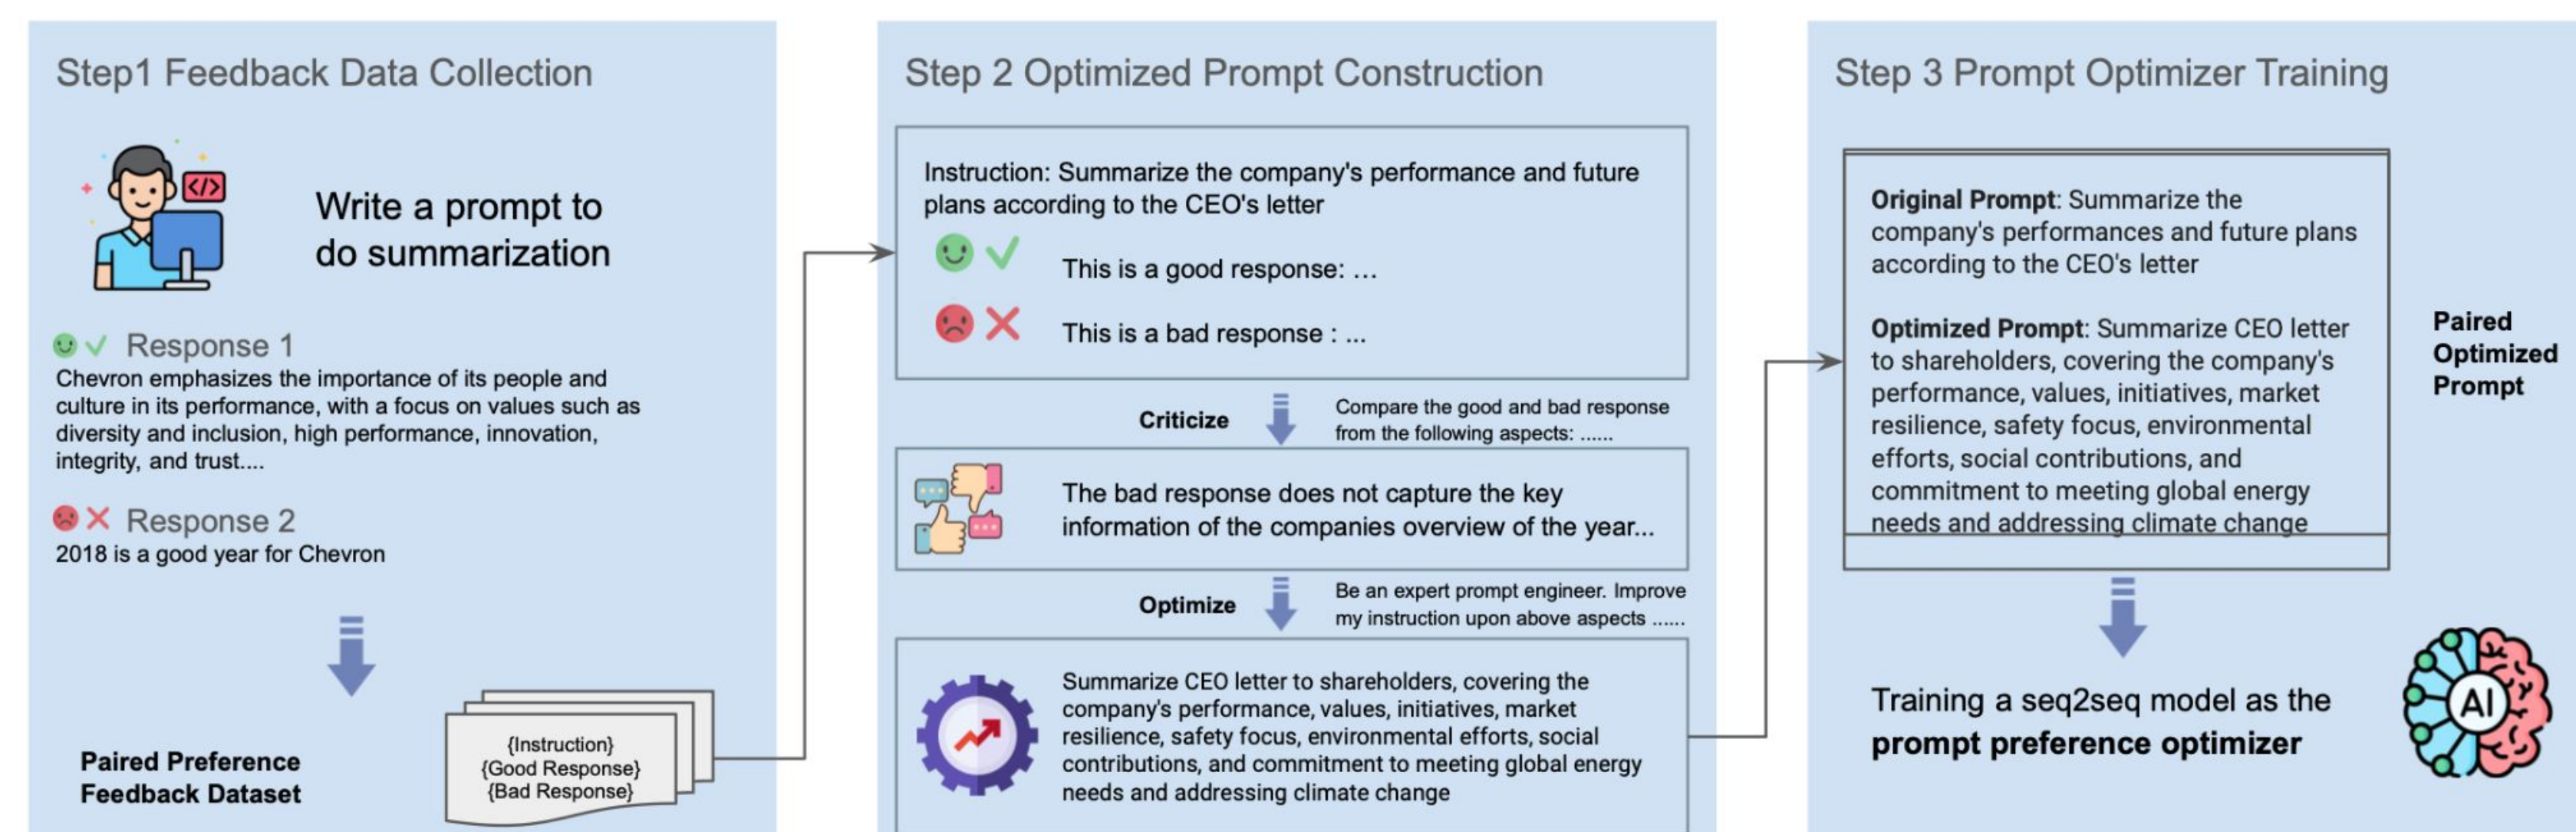 Step1 Feedback Data Collection
</>
Write a prompt to
do summarization
Response 1
Chevron emphasizes the importance of its people and
culture in its performance, with a focus on values such as
diversity and inclusion, high performance, innovation,
integrity, and trust....
Response 2
2018 is a good year for Chevron
Paired Preference
Feedback Dataset
{Instruction}
{Good Response}
{Bad Response}
Step 2 Optimized Prompt Construction
Instruction: Summarize the company's performance and future
plans according to the CEO's letter
This is a good response: ...
This is a bad response : ...
Criticize
Compare the good and bad response
from the following aspects: ......
The bad response does not capture the key
information of the companies overview of the year...
Optimize
Be an expert prompt engineer. Improve
my instruction upon above aspects ......
Summarize CEO letter to shareholders, covering the
company's performance, values, initiatives, market
resilience, safety focus, environmental efforts, social
contributions, and commitment to meeting global energy
needs and addressing climate change
Step 3 Prompt Optimizer Training
Original Prompt: Summarize the
company's performances and future plans
according to the CEO's letter
Optimized Prompt: Summarize CEO letter
to shareholders, covering the company's
performance, values, initiatives, market
resilience, safety focus, environmental
efforts, social contributions, and
commitment to meeting global energy
needs and addressing climate change
Paired
Optimized
Prompt
Training a seq2seq model as the
prompt preference optimizer
AI